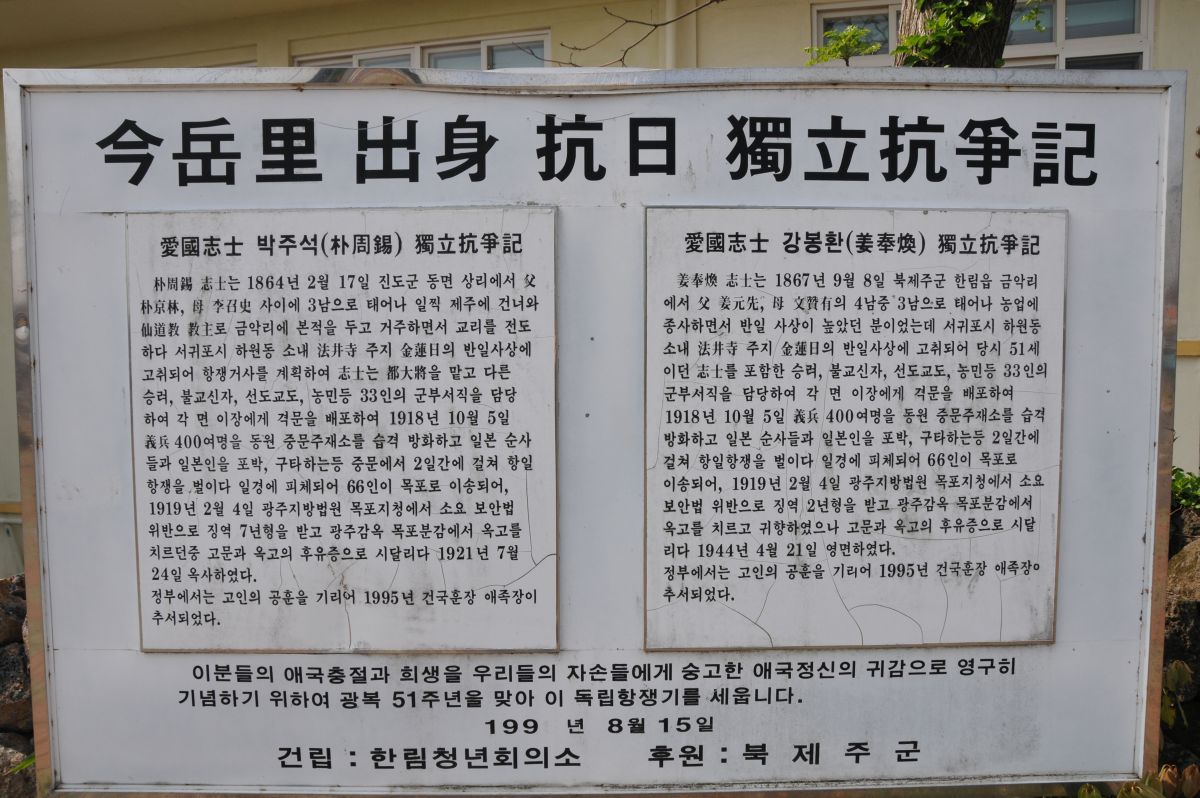 今岳里 出身 抗日 獨立抗爭記
愛國志士 박주석(朴周錫) 獨立抗爭記
朴周錫 志士는 1864년 2월 17일 진도군 동면 상리에서 父
朴京林, 母 李召史 사이에 3남으로 태어나 일찍 제주에 건너와
仙道教 教主로 금악리에 본적을 두고 거주하면서 교리를 전도
하다 서귀포시 하원동 소내 法井寺 주지 金蓮日의 반일사상에
고취되어 항쟁거사를 계획하여 志士는 都大將을 맡고 다른
승려, 불교신자, 선도교도, 농민등 33인의 군부서직을 담당
하여 각 면 이장에게 격문을 배포하여 1918년 10월 5일
義兵 400여명을 동원 중문주재소를 습격 방화하고 일본 순사
들과 일본인을 포박, 구타하는등 중문에서 2일간에 걸쳐 항일
항쟁을 벌이다 일경에 피체되어 66인이 목포로 이송되어,
1919년 2월 4일 광주지방법원 목포지청에서 소요 보안법
위반으로 징역 7년형을 받고 광주감옥 목포분감에서 옥고를
치르던중 고문과 옥고의 후유증으로 시달리다 1921년 7월
24일 옥사하였다.
정부에서는 고인의 공훈을 기리어 1995년 건국훈장 애족장이
추서되었다.
愛國志士 강봉환(姜奉煥) 獨立抗爭記
姜奉煥 志士는 1867년 9월 8일 북제주군 한림읍 금악리
에서 父 姜元先, 母 文贊有의 4남중 3남으로 태어나 농업에
종사하면서 반일 사상이 높았던 분이었는데 서귀포시 하원동
소내 法井寺 주지 金蓮日의 반일사상에 고취되어 당시 51세
이던 志士를 포함한 승려, 불교신자, 선도교도, 농민등 33인의
군부서직을 담당하여 각 면 이장에게 격문을 배포하여
1918년 10월 5일 義兵 400여명을 동원 중문주재소를 습격
방화하고 일본 순사들과 일본인을 포박, 구타하는등 2일간에
걸쳐 항일항쟁을 벌이다 일경에 피체되어 66인이 목포로
이송되어, 1919년 2월 4일 광주지방법원 목포지청에서 소요
보안법 위반으로 징역 2년형을 받고 광주감옥 목포분감에서
옥고를 치르고 귀향하였으나 고문과 옥고의 후유증으로 시달
리다 1944년 4월 21일 영면하였다.
정부에서는 고인의 공훈을 기리어 1995년 건국훈장 애족장이
추서되었다.
이분들의 애국충절과 희생을 우리들의 자손들에게 숭고한 애국정신의 귀감으로 영구히
기념하기 위하여 광복 51주년을 맞아 이 독립항쟁기를 세웁니다.
199 년 8월 15일
건립 : 한림청년회의소 후원 : 북 제 주 군